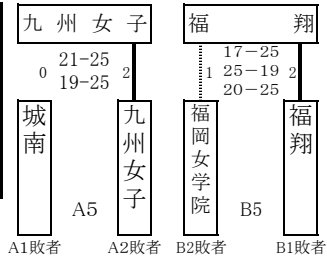 九州女子
福翔
0
21-25
19-25
2
1
17-25
25-19
20-25
2
城南
九州女子
福岡女学院
福翔
A5
B5
A1敗者
A2敗者
B2敗者
B1敗者